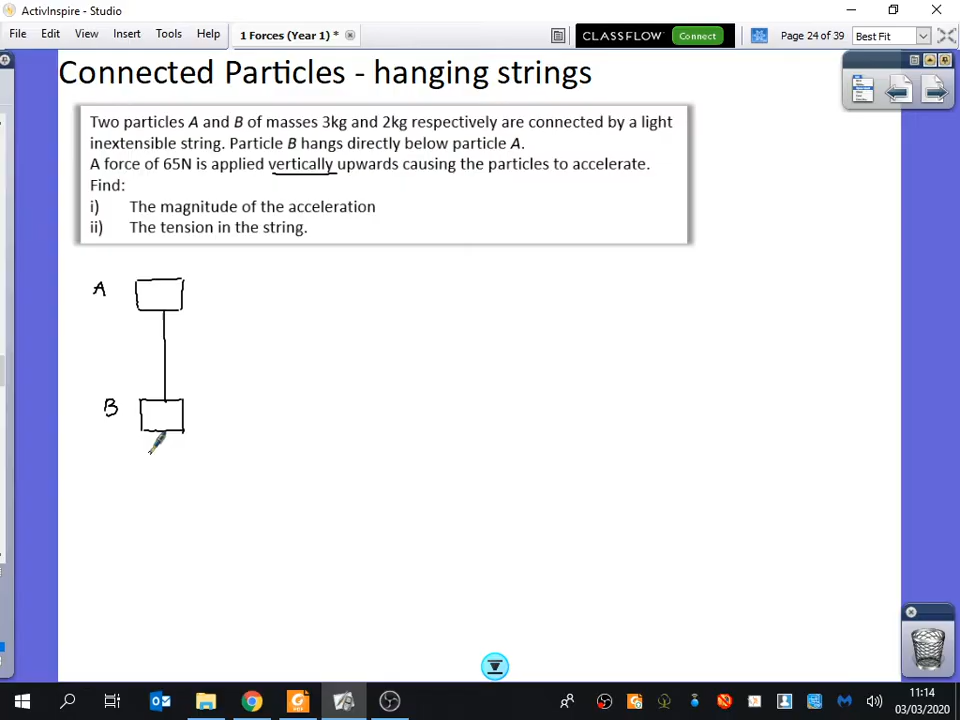 ActivInspire - Studio
File Edit View Insert Tools Help 1 Forces (Year 1) * CLASSFLOW Connect Page 24 of 39 Best Fit
Connected Particles - hanging strings
Two particles A and B of masses 3kg and 2kg respectively are connected by a light
inextensible string. Particle B hangs directly below particle A.
A force of 65N is applied vertically upwards causing the particles to accelerate.
Find:
i) The magnitude of the acceleration
ii) The tension in the string.
A
B
11:14
03/03/2020